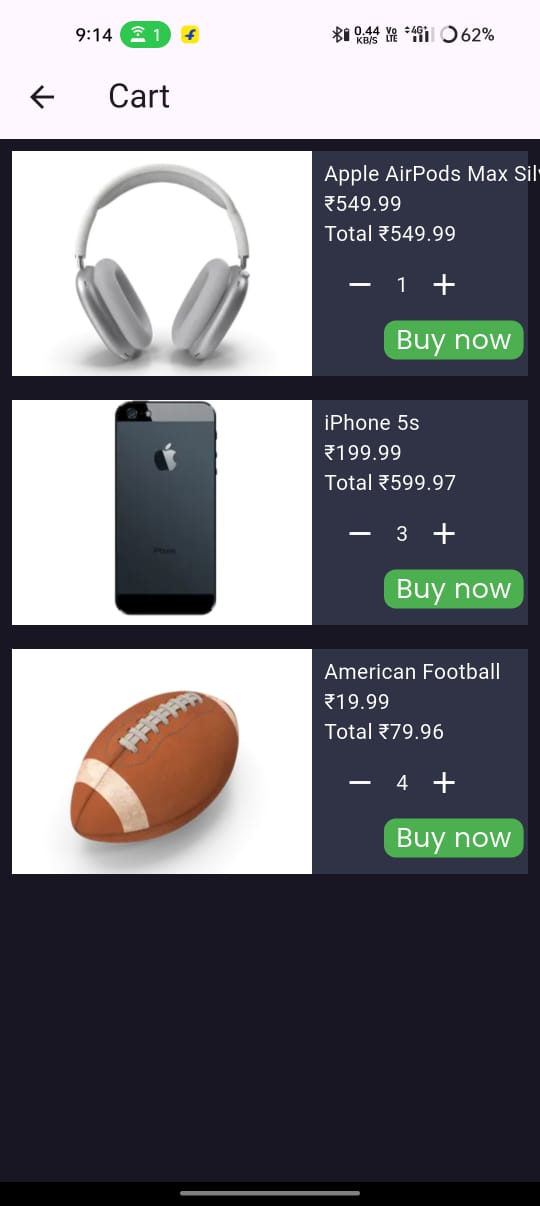 9:14 1 0.44 KB/S Vo LTE 4G+ 62%
Cart
Apple AirPods Max Sil
₹549.99
Total ₹549.99
1
Buy now
iPhone 5s
₹199.99
Total ₹599.97
3
Buy now
American Football
₹19.99
Total ₹79.96
4
Buy now